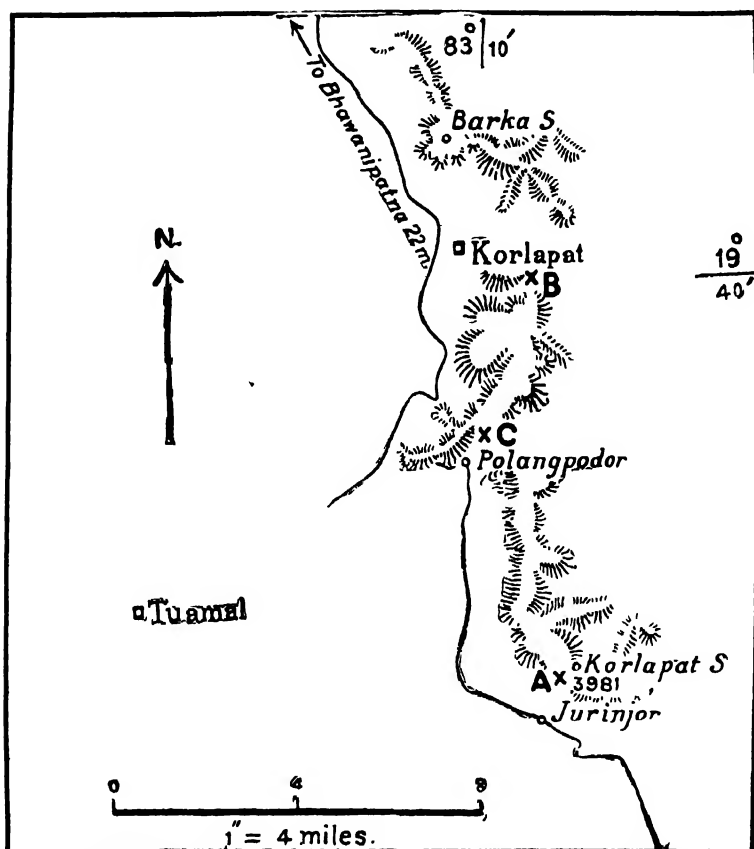 83° 10'
To Bhawanipatna 22 m.
Barka S
N.
Korlapat
19°
40'
B
C
Polangpodor
Tuamal
Korlapat S
A
3981
Jurinjor
0 4 8
1" = 4 miles.